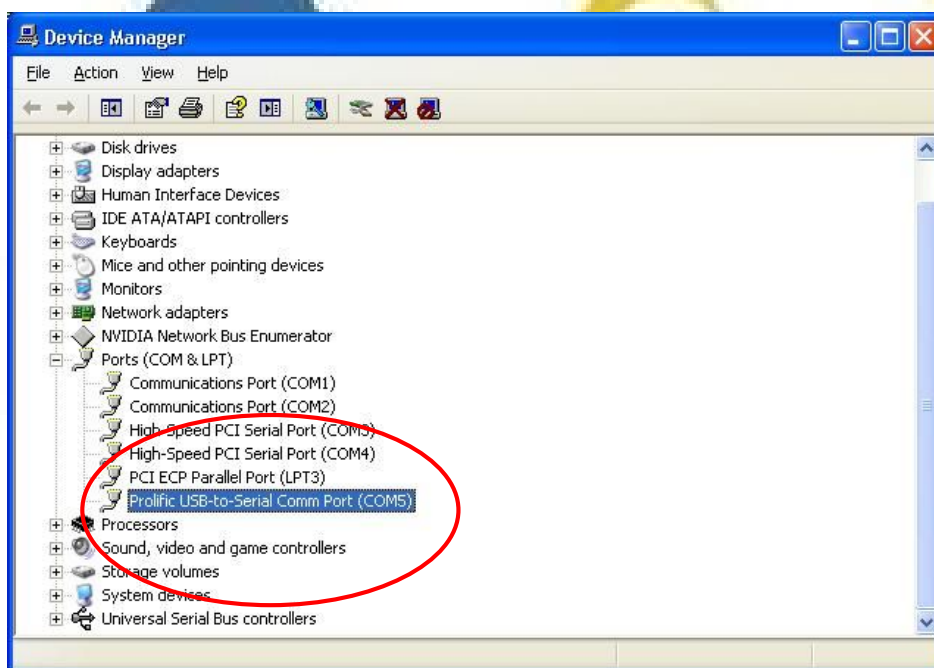 Device Manager
File Action View Help
Disk drives
Display adapters
Human Interface Devices
IDE ATA/ATAPI controllers
Keyboards
Mice and other pointing devices
Monitors
Network adapters
NVIDIA Network Bus Enumerator
Ports (COM & LPT)
Communications Port (COM1)
Communications Port (COM2)
High-Speed PCI Serial Port (COM3)
High-Speed PCI Serial Port (COM4)
PCI ECP Parallel Port (LPT3)
Prolific USB-to-Serial Comm Port (COM5)
Processors
Sound, video and game controllers
Storage volumes
System devices
Universal Serial Bus controllers